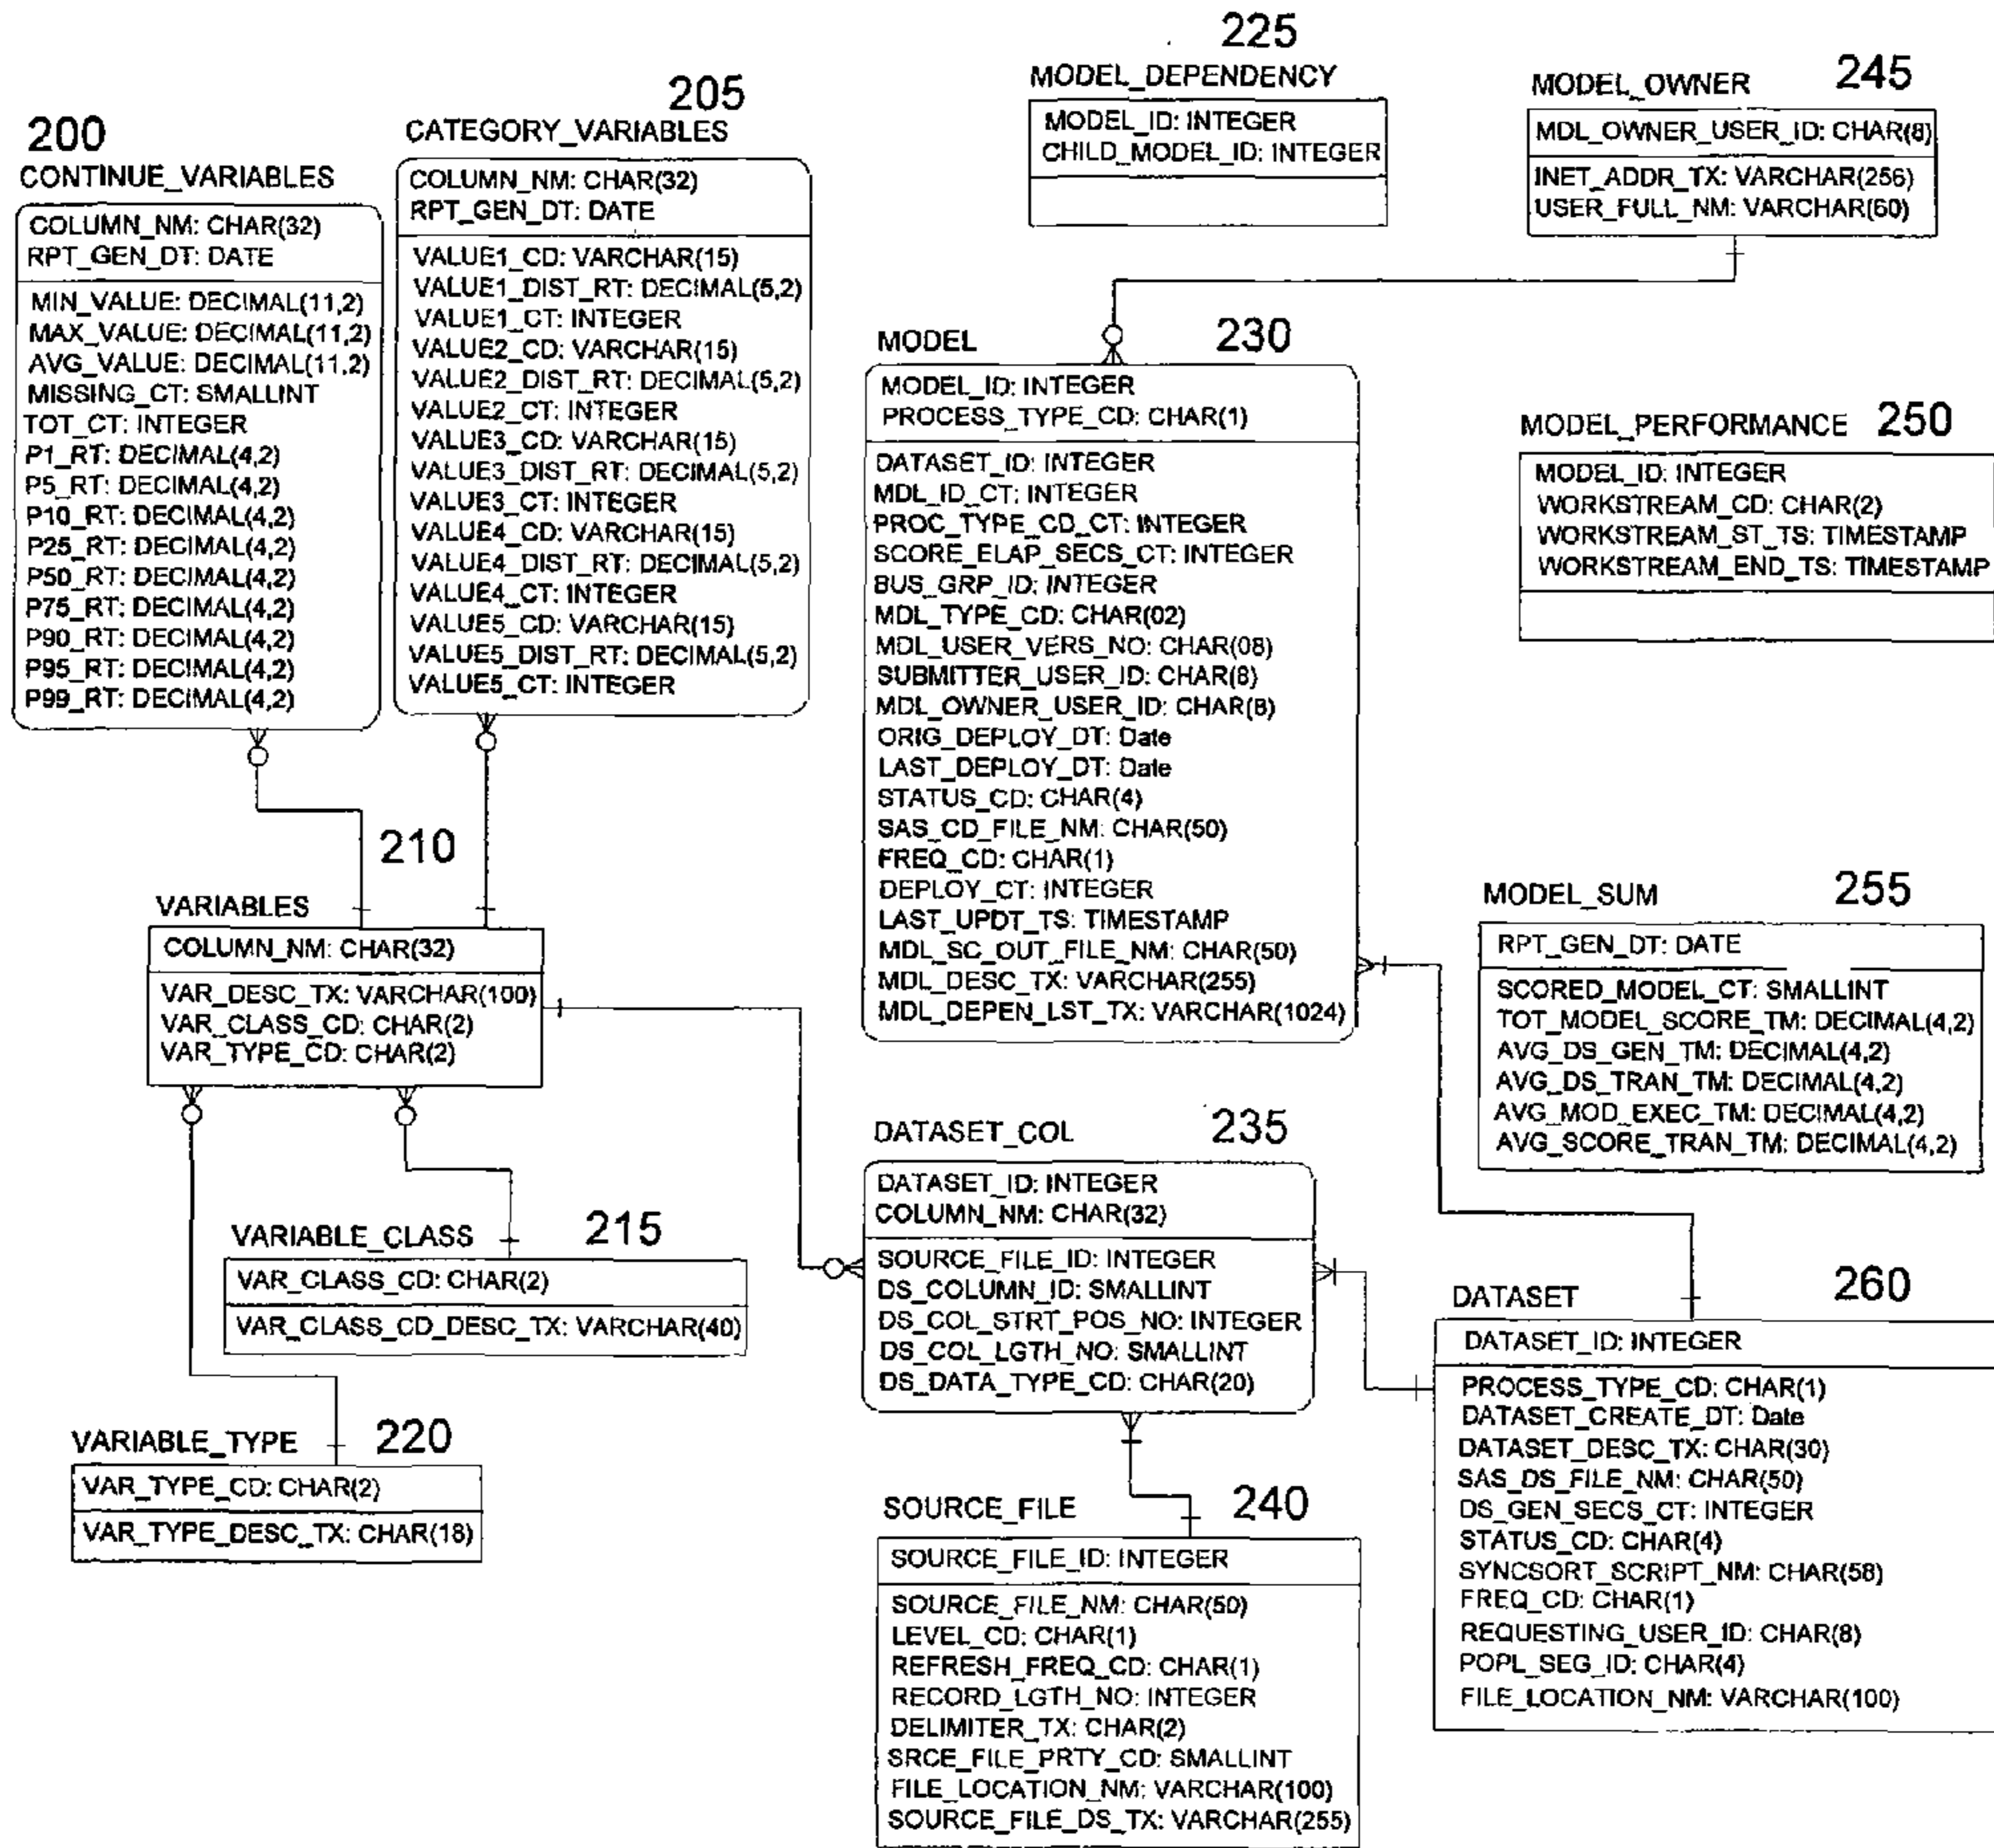 200
CONTINUE_VARIABLES
COLUMN_NM: CHAR(32)
RPT_GEN_DT: DATE
MIN_VALUE: DECIMAL(11,2)
MAX_VALUE: DECIMAL(11,2)
AVG_VALUE: DECIMAL(11,2)
MISSING_CT: SMALLINT
TOT_CT: INTEGER
P1_RT: DECIMAL(4,2)
P5_RT: DECIMAL(4,2)
P10_RT: DECIMAL(4,2)
P25_RT: DECIMAL(4,2)
P50_RT: DECIMAL(4,2)
P75_RT: DECIMAL(4,2)
P90_RT: DECIMAL(4,2)
P95_RT: DECIMAL(4,2)
P99_RT: DECIMAL(4,2)
205
CATEGORY_VARIABLES
COLUMN_NM: CHAR(32)
RPT_GEN_DT: DATE
VALUE1_CD: VARCHAR(15)
VALUE1_DIST_RT: DECIMAL(5,2)
VALUE1_CT: INTEGER
VALUE2_CD: VARCHAR(15)
VALUE2_DIST_RT: DECIMAL(5,2)
VALUE2_CT: INTEGER
VALUE3_CD: VARCHAR(15)
VALUE3_DIST_RT: DECIMAL(5,2)
VALUE3_CT: INTEGER
VALUE4_CD: VARCHAR(15)
VALUE4_DIST_RT: DECIMAL(5,2)
VALUE4_CT: INTEGER
VALUE5_CD: VARCHAR(15)
VALUE5_DIST_RT: DECIMAL(5,2)
VALUE5_CT: INTEGER
210
VARIABLES
COLUMN_NM: CHAR(32)
VAR_DESC_TX: VARCHAR(100)
VAR_CLASS_CD: CHAR(2)
VAR_TYPE_CD: CHAR(2)
VARIABLE_CLASS 215
VAR_CLASS_CD: CHAR(2)
VAR_CLASS_CD_DESC_TX: VARCHAR(40)
VARIABLE_TYPE 220
VAR_TYPE_CD: CHAR(2)
VAR_TYPE_DESC_TX: CHAR(18)
225
MODEL_DEPENDENCY
MODEL_ID: INTEGER
CHILD_MODEL_ID: INTEGER
MODEL 230
MODEL_ID: INTEGER
PROCESS_TYPE_CD: CHAR(1)
DATASET_ID: INTEGER
MDL_ID_CT: INTEGER
PROC_TYPE_CD_CT: INTEGER
SCORE_ELAP_SECS_CT: INTEGER
BUS_GRP_ID: INTEGER
MDL_TYPE_CD: CHAR(02)
MDL_USER_VERS_NO: CHAR(08)
SUBMITTER_USER_ID: CHAR(8)
MDL_OWNER_USER_ID: CHAR(8)
ORIG_DEPLOY_DT: Date
LAST_DEPLOY_DT: Date
STATUS_CD: CHAR(4)
SAS_CD_FILE_NM: CHAR(50)
FREQ_CD: CHAR(1)
DEPLOY_CT: INTEGER
LAST_UPDT_TS: TIMESTAMP
MDL_SC_OUT_FILE_NM: CHAR(50)
MDL_DESC_TX: VARCHAR(255)
MDL_DEPEN_LST_TX: VARCHAR(1024)
DATASET_COL 235
DATASET_ID: INTEGER
COLUMN_NM: CHAR(32)
SOURCE_FILE_ID: INTEGER
DS_COLUMN_ID: SMALLINT
DS_COL_STRT_POS_NO: INTEGER
DS_COL_LGTH_NO: SMALLINT
DS_DATA_TYPE_CD: CHAR(20)
SOURCE_FILE 240
SOURCE_FILE_ID: INTEGER
SOURCE_FILE_NM: CHAR(50)
LEVEL_CD: CHAR(1)
REFRESH_FREQ_CD: CHAR(1)
RECORD_LGTH_NO: INTEGER
DELIMITER_TX: CHAR(2)
SRCE_FILE_PRTY_CD: SMALLINT
FILE_LOCATION_NM: VARCHAR(100)
SOURCE_FILE_DS_TX: VARCHAR(255)
MODEL_OWNER 245
MDL_OWNER_USER_ID: CHAR(8)
INET_ADDR_TX: VARCHAR(256)
USER_FULL_NM: VARCHAR(60)
MODEL_PERFORMANCE 250
MODEL_ID: INTEGER
WORKSTREAM_CD: CHAR(2)
WORKSTREAM_ST_TS: TIMESTAMP
WORKSTREAM_END_TS: TIMESTAMP
MODEL_SUM 255
RPT_GEN_DT: DATE
SCORED_MODEL_CT: SMALLINT
TOT_MODEL_SCORE_TM: DECIMAL(4,2)
AVG_DS_GEN_TM: DECIMAL(4,2)
AVG_DS_TRAN_TM: DECIMAL(4,2)
AVG_MOD_EXEC_TM: DECIMAL(4,2)
AVG_SCORE_TRAN_TM: DECIMAL(4,2)
DATASET 260
DATASET_ID: INTEGER
PROCESS_TYPE_CD: CHAR(1)
DATASET_CREATE_DT: Date
DATASET_DESC_TX: CHAR(30)
SAS_DS_FILE_NM: CHAR(50)
DS_GEN_SECS_CT: INTEGER
STATUS_CD: CHAR(4)
SYNCSORT_SCRIPT_NM: CHAR(58)
FREQ_CD: CHAR(1)
REQUESTING_USER_ID: CHAR(8)
POPL_SEG_ID: CHAR(4)
FILE_LOCATION_NM: VARCHAR(100)